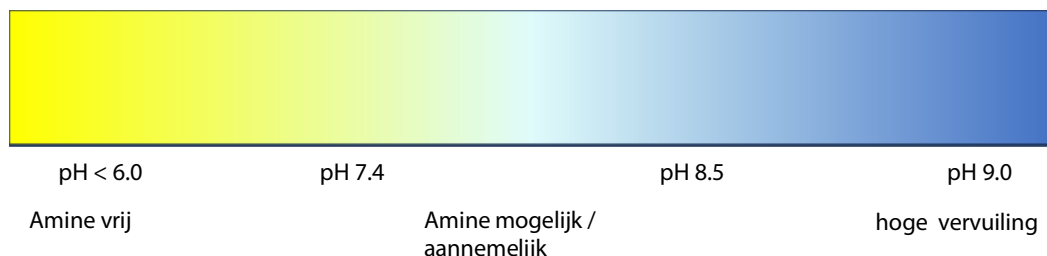 pH < 6.0 pH 7.4 pH 8.5 pH 9.0
Amine vrij Amine mogelijk / hoge vervuiling
aannemelijk